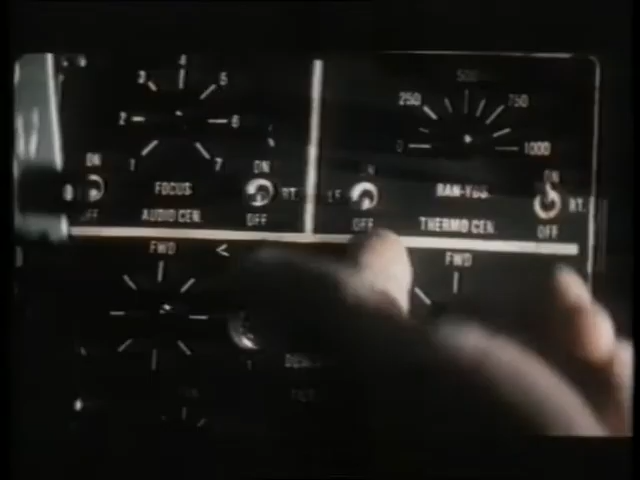 4
3 5
2 6
1 7
ON ON
FOCUS RT.
OFF OFF
AUDIO CEN.
500
250 750
0 1000
ON
LF. RT.
OFF OFF
THERMO CEN.
FWD <
FWD